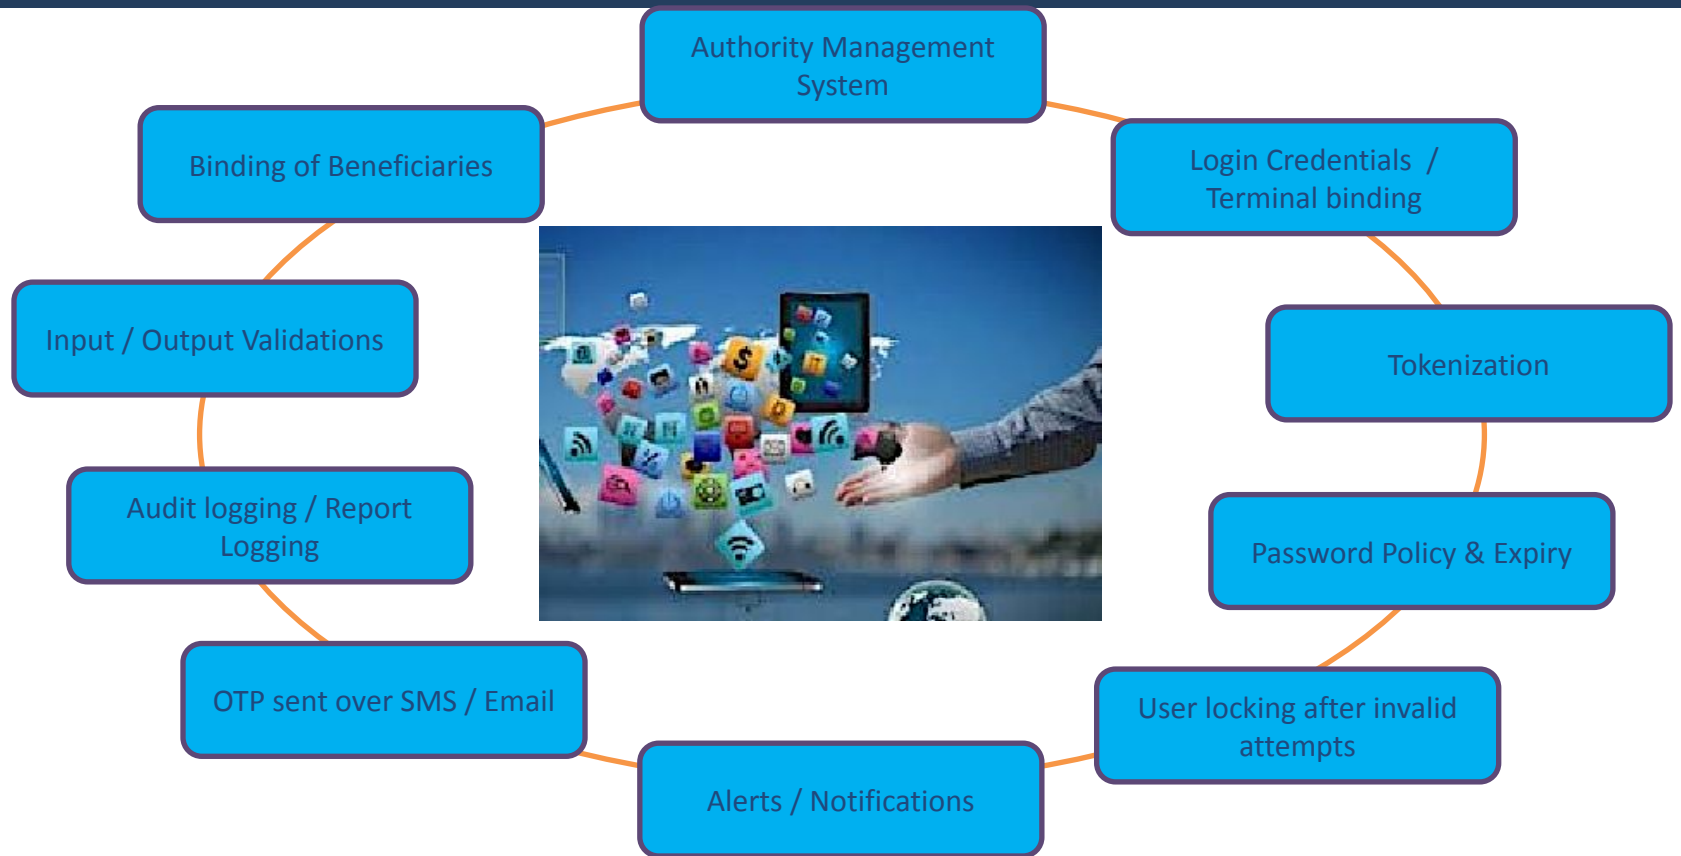 Authority Management
System
Login Credentials /
Terminal binding
Tokenization
Password Policy & Expiry
User locking after invalid
attempts
Alerts / Notifications
OTP sent over SMS / Email
Audit logging / Report
Logging
Input / Output Validations
Binding of Beneficiaries